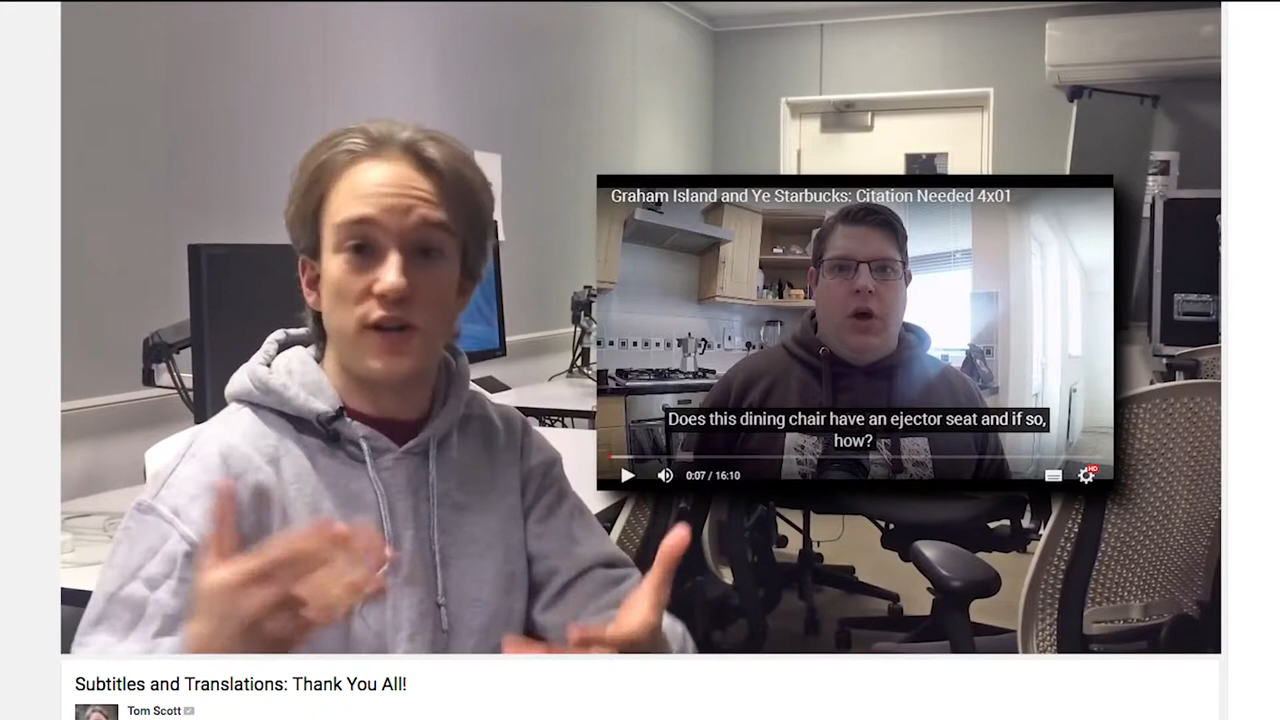 Graham Island and Ye Starbucks: Citation Needed 4x01
Does this dining chair have an ejector seat and if so,
how?
0:07 / 16:10
HD
Subtitles and Translations: Thank You All!
Tom Scott